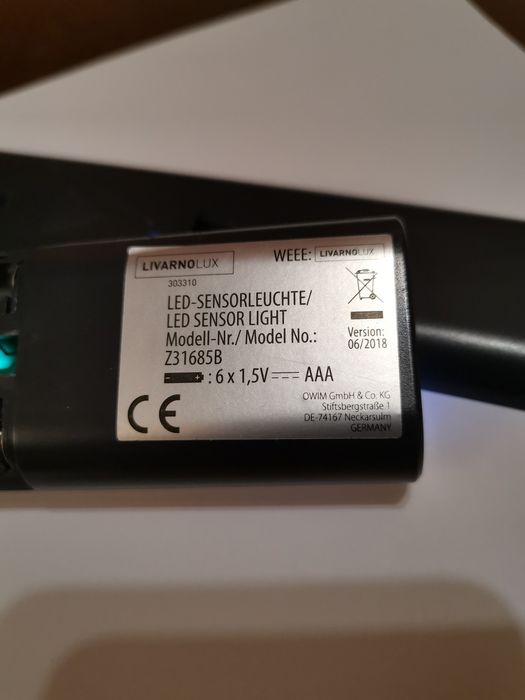 LIVARNOLUX
WEEE: LIVARNOLUX
303310
LED-SENSORLEUCHTE/
LED SENSOR LIGHT
Modell-Nr./ Model No.:
Z31685B
: 6 x 1,5V AAA
Version:
06/2018
OWIM GmbH & Co. KG
Stiftsbergstraße 1
DE-74167 Neckarsulm
GERMANY
CE